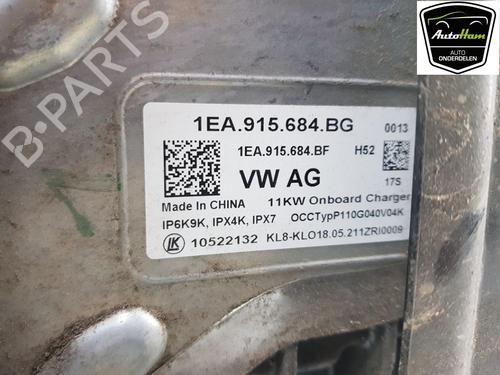 AutoHam
AUTO
ONDERDELEN
B-PARTS
1EA.915.684.BG 0013
1EA.915.684.BF H52
VW AG 17S
Made In CHINA 11KW Onboard Charger
IP6K9K, IPX4K, IPX7 OCCTypP110G040V04K
LK 10522132 KL8-KLO18.05.211ZRI0009